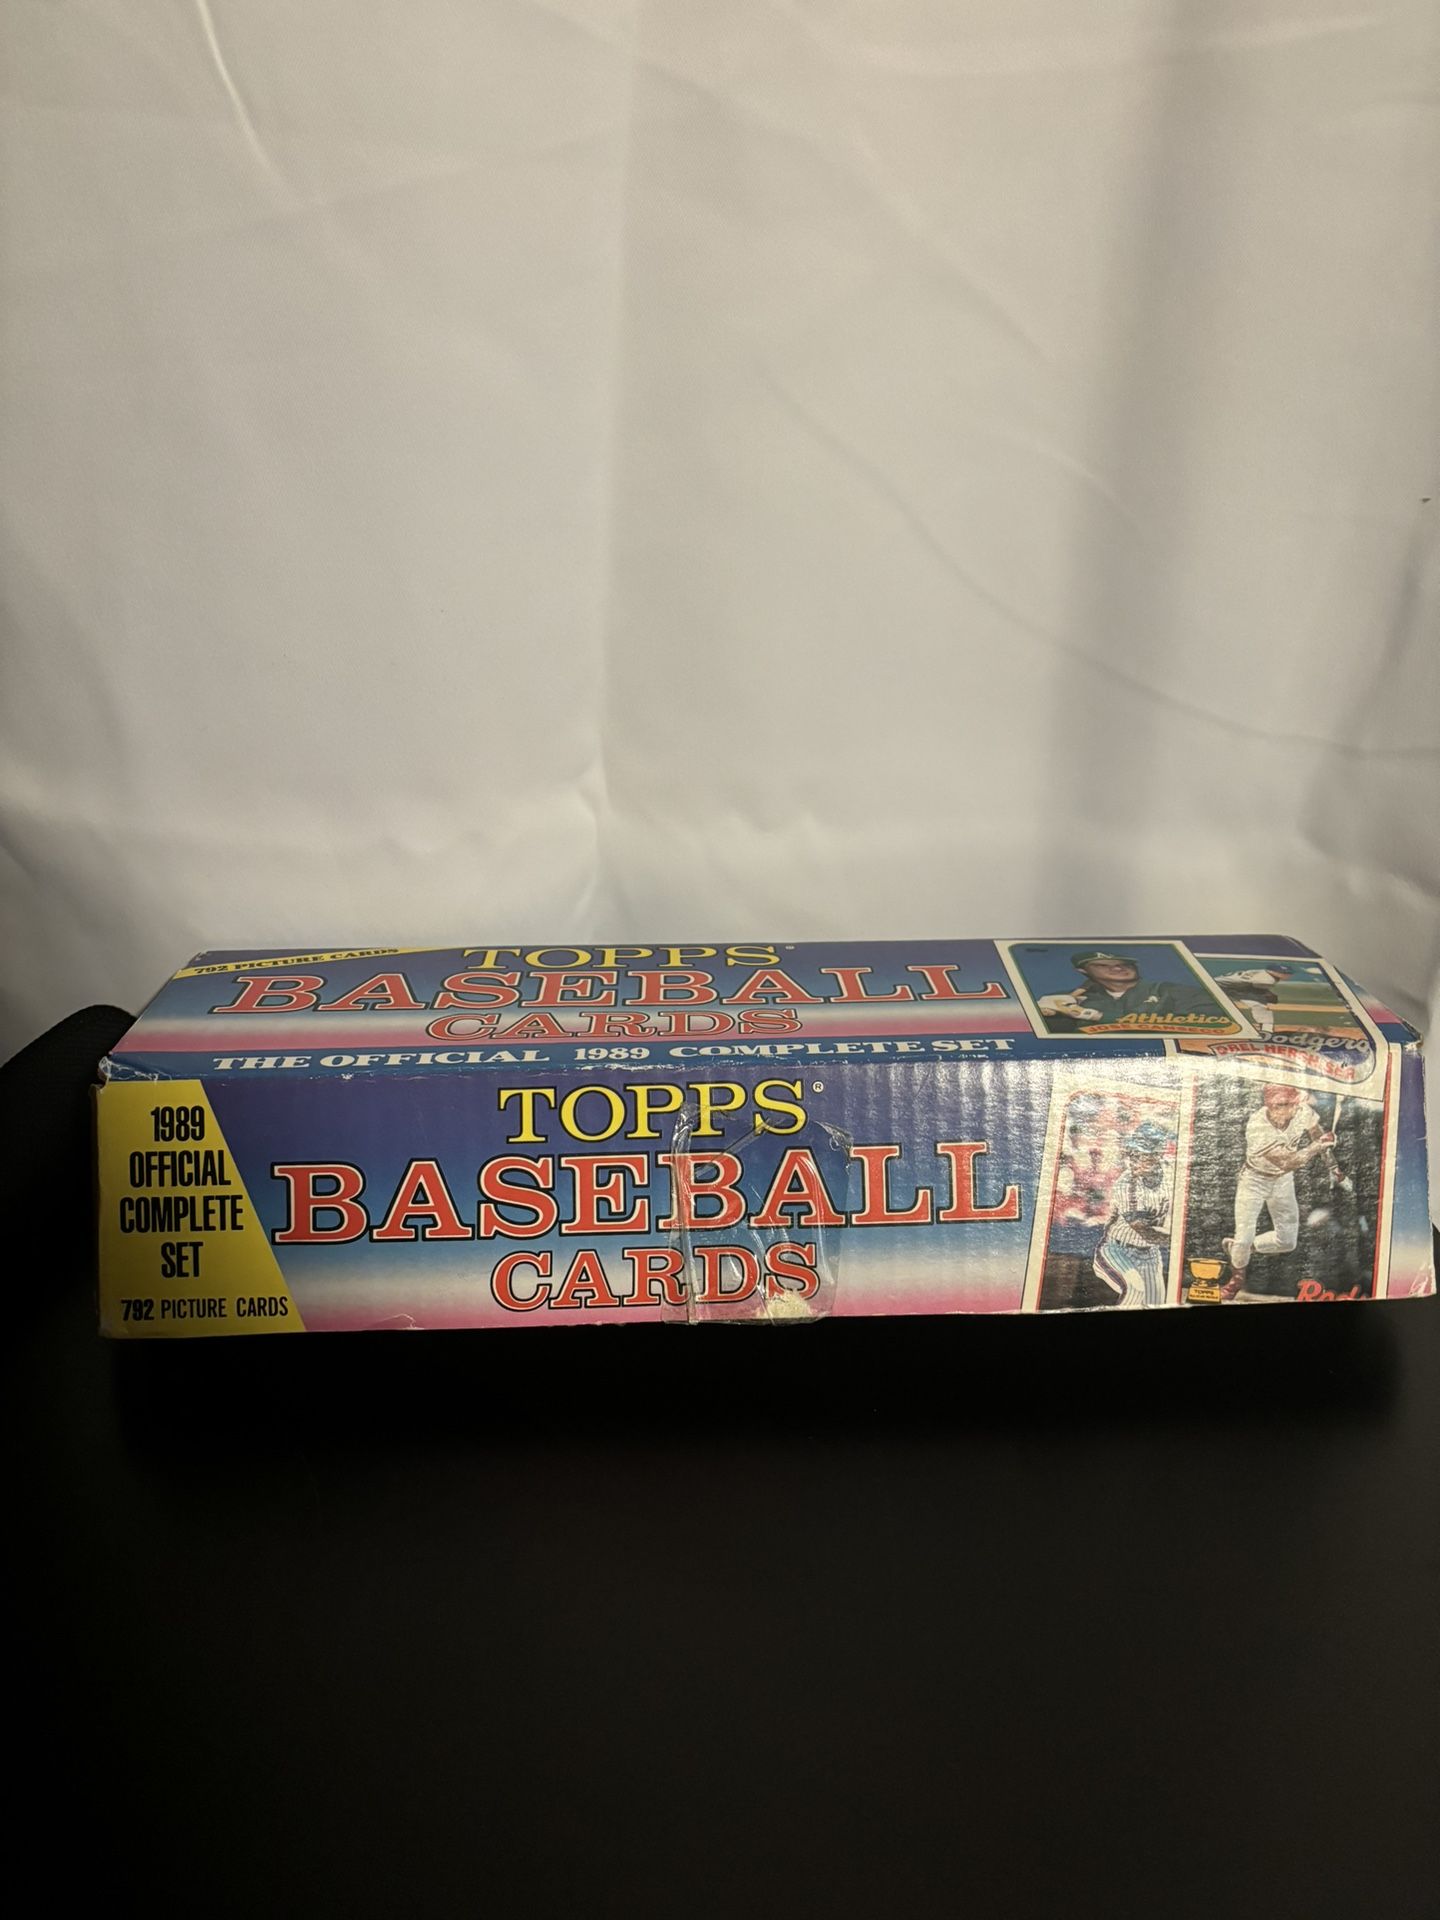 792 PICTURE CARDS
TOPPS®
BASEBALL
CARDS
THE OFFICIAL 1989 COMPLETE SET
Athletics
JOSE CANSECO
Dodgers
OREL HERSHISER
1989
OFFICIAL
COMPLETE
SET
792 PICTURE CARDS
TOPPS®
BASEBALL
CARDS
TOPPS
Reds